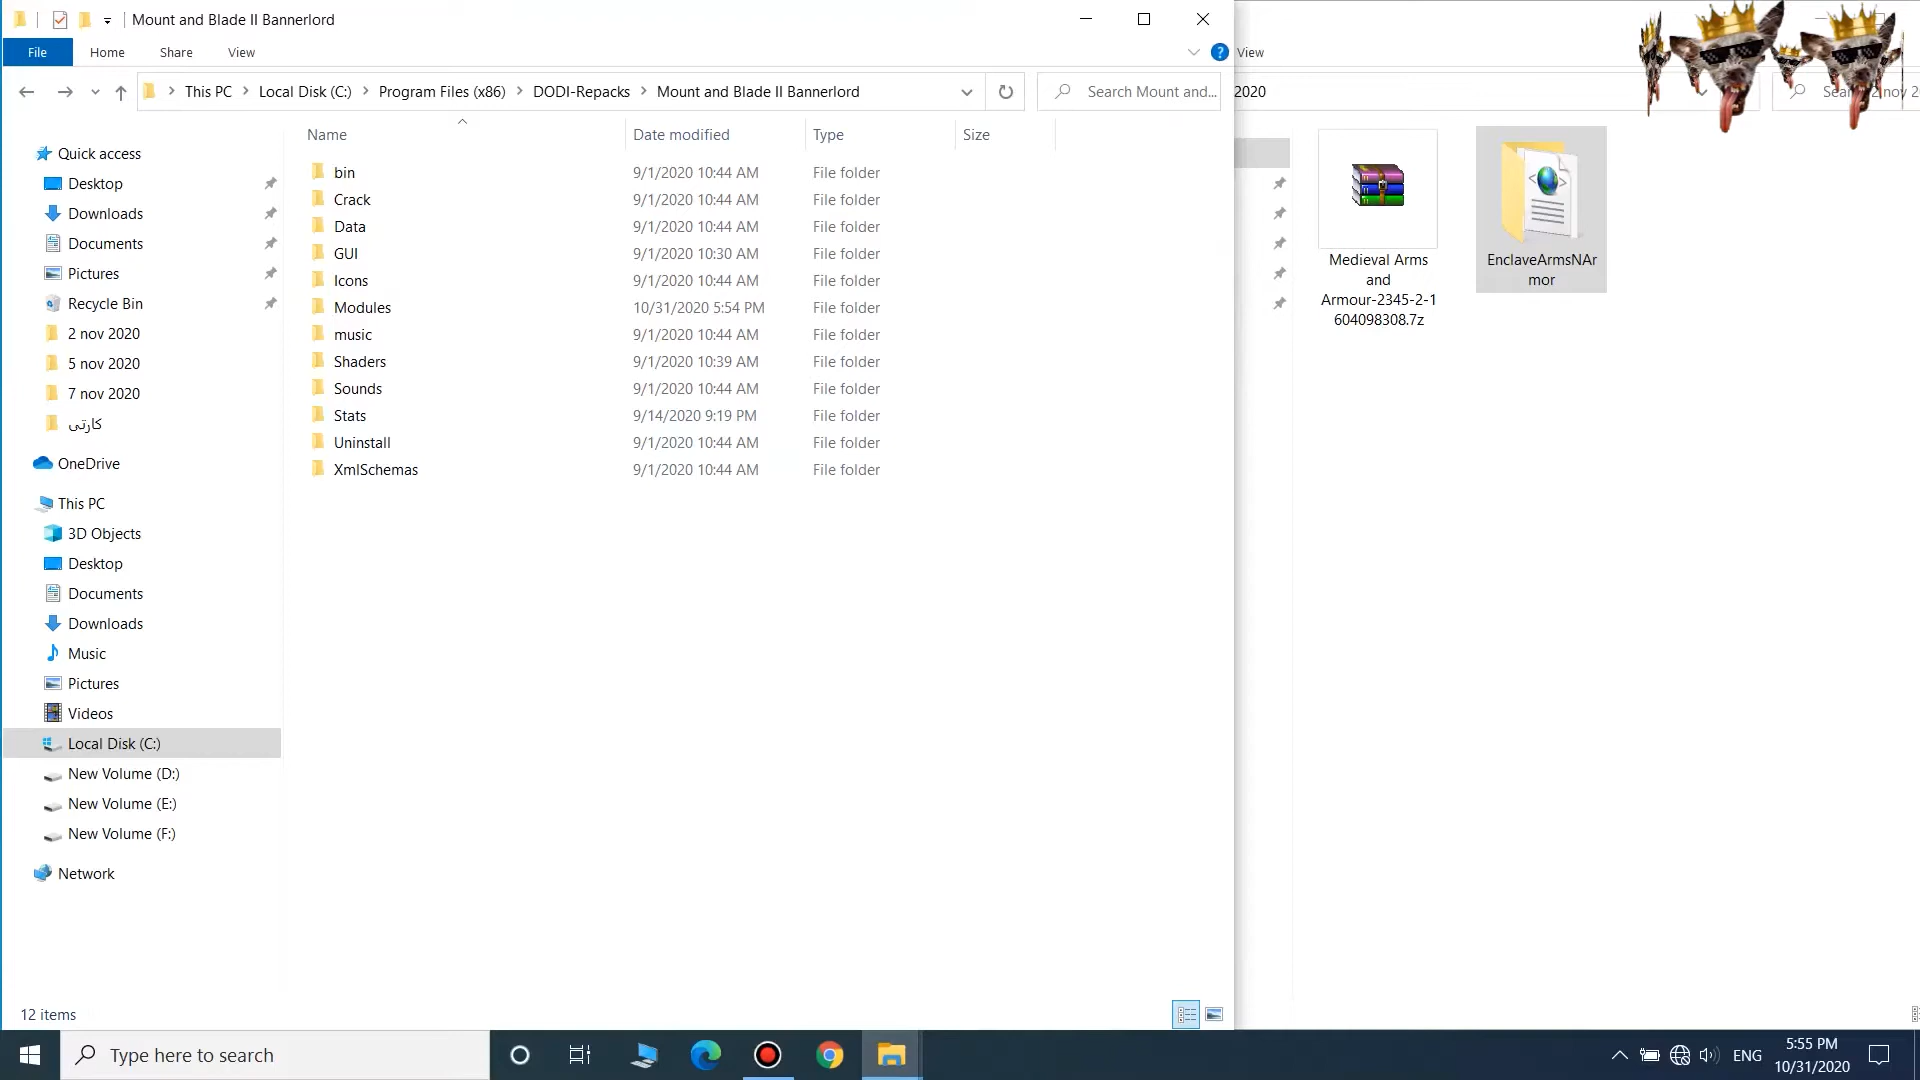 Mount and Blade II Bannerlord
File Home Share View
View
This PC Local Disk (C:) Program Files (x86) DODI-Repacks Mount and Blade II Bannerlord
Search Mount and...
2020
Name Date modified Type Size
Quick access
Desktop
Downloads
Documents
Pictures
Recycle Bin
2 nov 2020
5 nov 2020
7 nov 2020
کارتی
OneDrive
This PC
3D Objects
Desktop
Documents
Downloads
Music
Pictures
Videos
Local Disk (C:)
New Volume (D:)
New Volume (E:)
New Volume (F:)
Network
bin 9/1/2020 10:44 AM File folder
Crack 9/1/2020 10:44 AM File folder
Data 9/1/2020 10:44 AM File folder
GUI 9/1/2020 10:30 AM File folder
Icons 9/1/2020 10:44 AM File folder
Modules 10/31/2020 5:54 PM File folder
music 9/1/2020 10:44 AM File folder
Shaders 9/1/2020 10:39 AM File folder
Sounds 9/1/2020 10:44 AM File folder
Stats 9/14/2020 9:19 PM File folder
Uninstall 9/1/2020 10:44 AM File folder
XmlSchemas 9/1/2020 10:44 AM File folder
Medieval Arms
and
Armour-2345-2-1
604098308.7z
EnclaveArmsNAr
mor
12 items
Type here to search
ENG
5:55 PM
10/31/2020